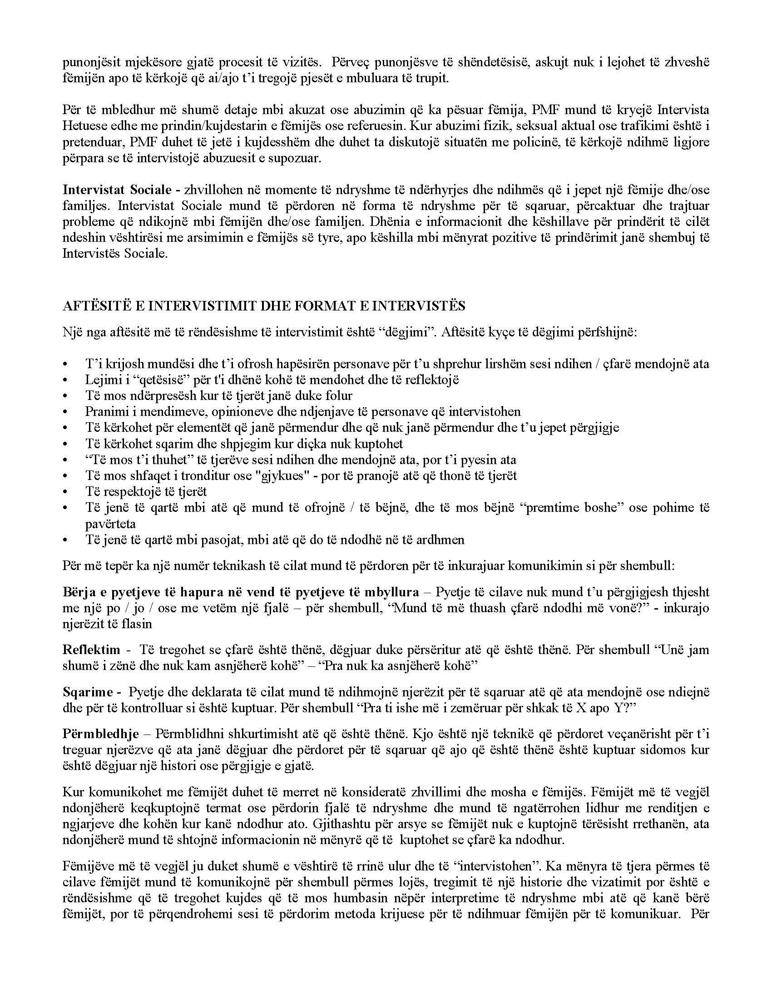 punonjësit mjekësore gjatë procesit të vizitës.  Përveç punonjësve të shëndetësisë, askujt nuk i lejohet të zhveshë
fëmijën apo të kërkojë që ai/ajo t’i tregojë pjesët e mbuluara të trupit.
Për të mbledhur më shumë detaje mbi akuzat ose abuzimin që ka pësuar fëmija, PMF mund të kryejë Intervista
Hetuese edhe me prindin/kujdestarin e fëmijës ose referuesin. Kur abuzimi fizik, seksual aktual ose trafikimi është i
pretenduar, PMF duhet të jetë i kujdesshëm dhe duhet ta diskutojë situatën me policinë, të kërkojë ndihmë ligjore
përpara se të intervistojë abuzuesit e supozuar.
Intervistat Sociale - zhvillohen në momente të ndryshme të ndërhyrjes dhe ndihmës që i jepet një fëmije dhe/ose
familjes. Intervistat Sociale mund të përdoren në forma të ndryshme për të sqaruar, përcaktuar dhe trajtuar
probleme që ndikojnë mbi fëmijën dhe/ose familjen. Dhënia e informacionit dhe këshillave për prindërit të cilët
ndeshin vështirësi me arsimimin e fëmijës së tyre, apo këshilla mbi mënyrat pozitive të prindërimit janë shembuj të
Intervistës Sociale.
AFTËSITË E INTERVISTIMIT DHE FORMAT E INTERVISTËS
Një nga aftësitë më të rëndësishme të intervistimit është “dëgjimi”. Aftësitë kyçe të dëgjimi përfshijnë:
• T’i krijosh mundësi dhe t’i ofrosh hapësirën personave për t’u shprehur lirshëm sesi ndihen / çfarë mendojnë ata
• Lejimi i “qetësisë” për t'i dhënë kohë të mendohet dhe të reflektojë
• Të mos ndërpresësh kur të tjerët janë duke folur
• Pranimi i mendimeve, opinioneve dhe ndjenjave të personave që intervistohen
• Të kërkohet për elementët që janë përmendur dhe që nuk janë përmendur dhe t’u jepet përgjigje
• Të kërkohet sqarim dhe shpjegim kur diçka nuk kuptohet
• “Të mos t’i thuhet” të tjerëve sesi ndihen dhe mendojnë ata, por t’i pyesin ata
• Të mos shfaqet i tronditur ose "gjykues" - por të pranojë atë që thonë të tjerët
• Të respektojë të tjerët
• Të jenë të qartë mbi atë që mund të ofrojnë / të bëjnë, dhe të mos bëjnë “premtime boshe” ose pohime të
pavërteta
• Të jenë të qartë mbi pasojat, mbi atë që do të ndodhë në të ardhmen
Për më tepër ka një numër teknikash të cilat mund të përdoren për të inkurajuar komunikimin si për shembull:
Bërja e pyetjeve të hapura në vend të pyetjeve të mbyllura – Pyetje të cilave nuk mund t’u përgjigjesh thjesht
me një po / jo / ose me vetëm një fjalë – për shembull, “Mund të më thuash çfarë ndodhi më vonë?” - inkurajo
njerëzit të flasin
Reflektim -  Të tregohet se çfarë është thënë, dëgjuar duke përsëritur atë që është thënë. Për shembull “Unë jam
shumë i zënë dhe nuk kam asnjëherë kohë” – “Pra nuk ka asnjëherë kohë”
Sqarime -  Pyetje dhe deklarata të cilat mund të ndihmojnë njerëzit për të sqaruar atë që ata mendojnë ose ndiejnë
dhe për të kontrolluar si është kuptuar. Për shembull “Pra ti ishe më i zemëruar për shkak të X apo Y?”
Përmbledhje – Përmblidhni shkurtimisht atë që është thënë. Kjo është një teknikë që përdoret veçanërisht për t’i
treguar njerëzve që ata janë dëgjuar dhe përdoret për të sqaruar që ajo që është thënë është kuptuar sidomos kur
është dëgjuar një histori ose përgjigje e gjatë.
Kur komunikohet me fëmijët duhet të merret në konsideratë zhvillimi dhe mosha e fëmijës. Fëmijët më të vegjël
ndonjëherë keqkuptojnë termat ose përdorin fjalë të ndryshme dhe mund të ngatërrohen lidhur me renditjen e
ngjarjeve dhe kohën kur kanë ndodhur ato. Gjithashtu për arsye se fëmijët nuk e kuptojnë tërësisht rrethanën, ata
ndonjëherë mund të shtojnë informacionin në mënyrë që të  kuptohet se çfarë ka ndodhur.
Fëmijëve më të vegjël ju duket shumë e vështirë të rrinë ulur dhe të “intervistohen”. Ka mënyra të tjera përmes të
cilave fëmijët mund të komunikojnë për shembull përmes lojës, tregimit të një historie dhe vizatimit por është e
rëndësishme që të tregohet kujdes që të mos humbasin nëpër interpretime të ndryshme mbi atë që kanë bërë
fëmijët, por të përqendrohemi sesi të përdorim metoda krijuese për të ndihmuar fëmijën për të komunikuar.  Për